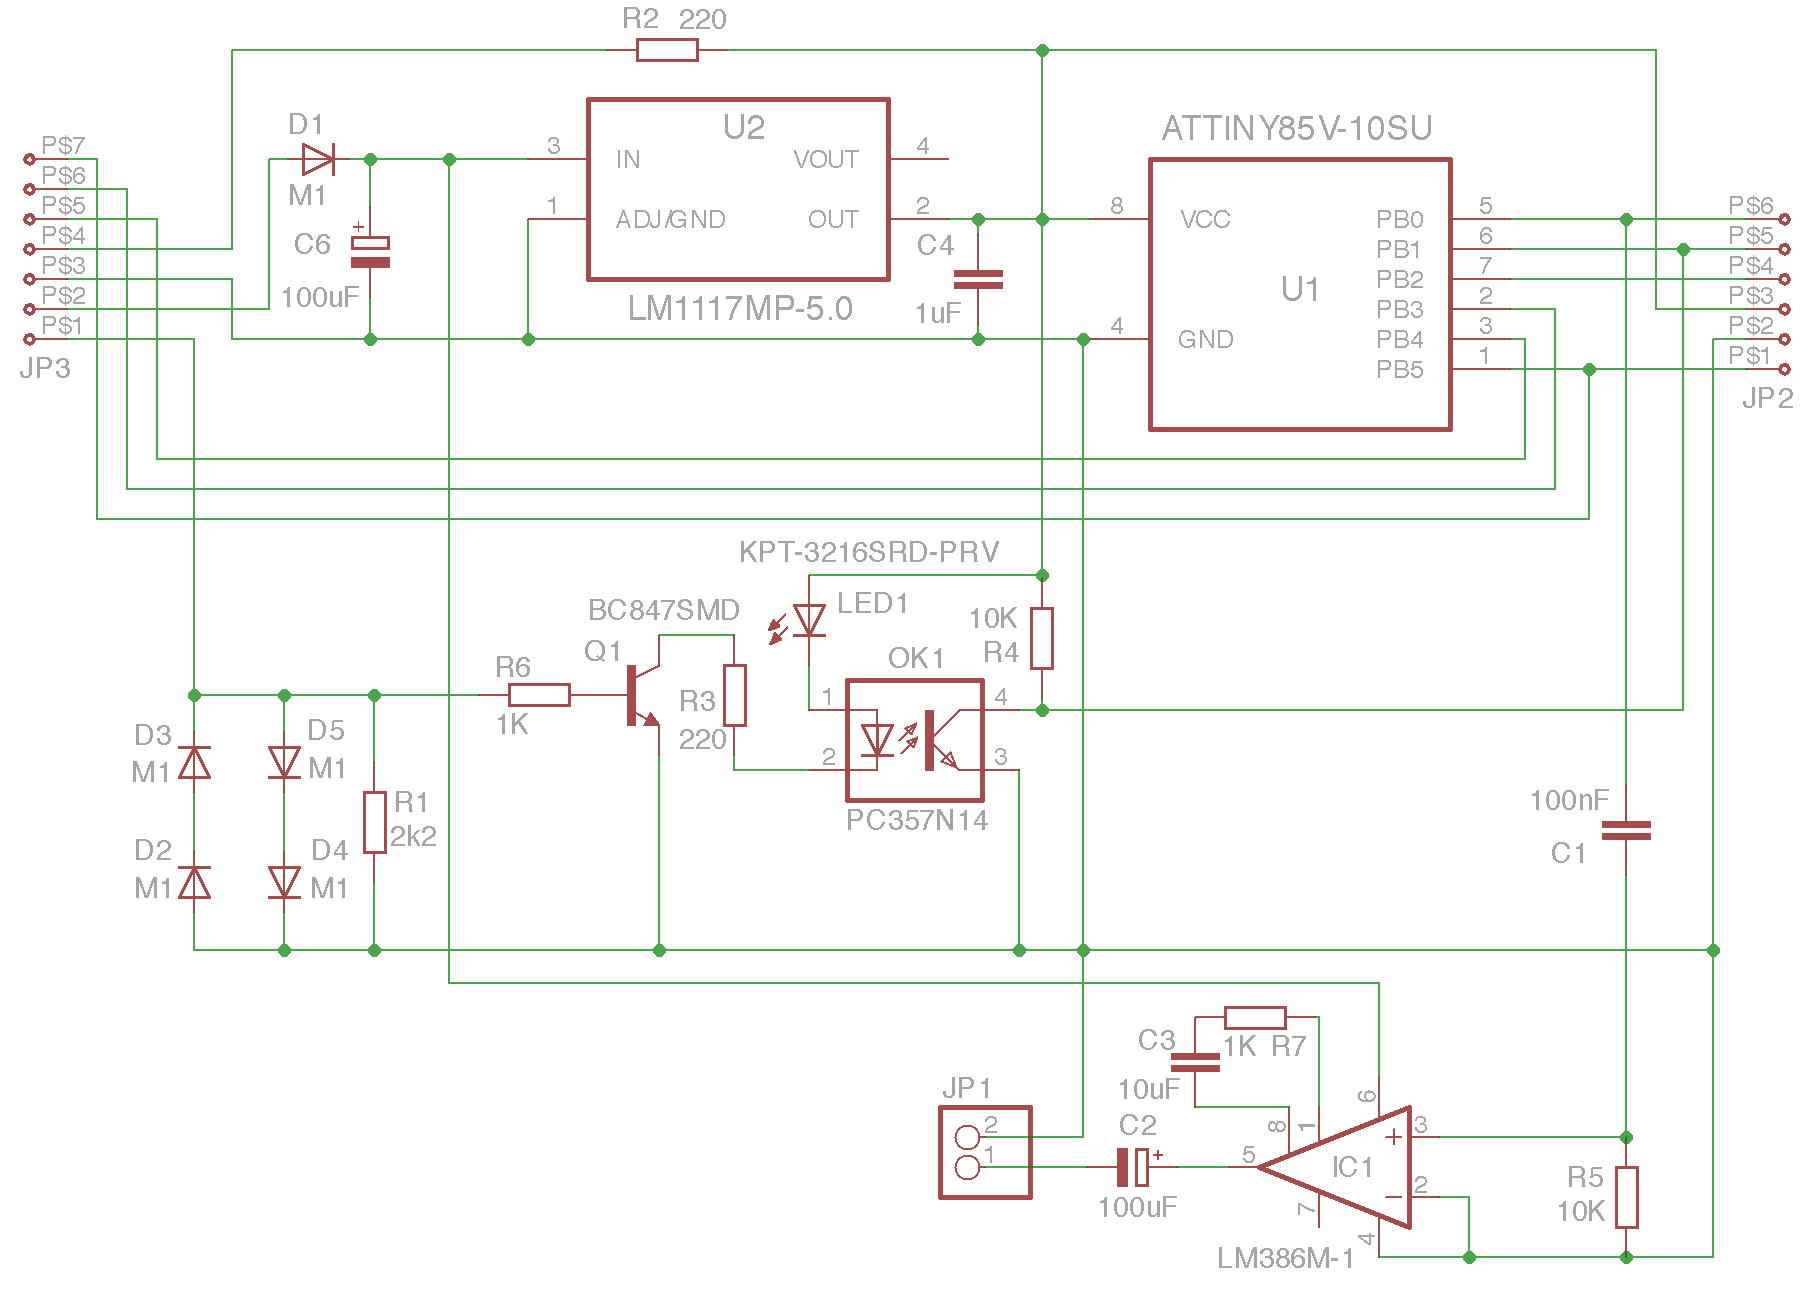 R2 220
D1
M1
P$7
P$6
P$5
P$4
P$3
P$2
P$1
JP3
C6
+
100uF
U2
3 IN VOUT 4
1 ADJ/GND OUT 2
LM1117MP-5.0
C4
1uF
ATTINY85V-10SU
U1
8 VCC PB0 5
PB1 6
PB2 7
PB3 2
4 GND PB4 3
PB5 1
P$6
P$5
P$4
P$3
P$2
P$1
JP2
KPT-3216SRD-PRV
LED1
BC847SMD
Q1
R6
1K
R3
220
10K
R4
OK1
1 4
2 3
PC357N14
D3
M1
D5
M1
R1
2k2
D2
M1
D4
M1
100nF
C1
C3
10uF
1K R7
JP1
2
1
C2
+
100uF
6
8
1
5
IC1
+ 3
- 2
7
4
LM386M-1
R5
10K